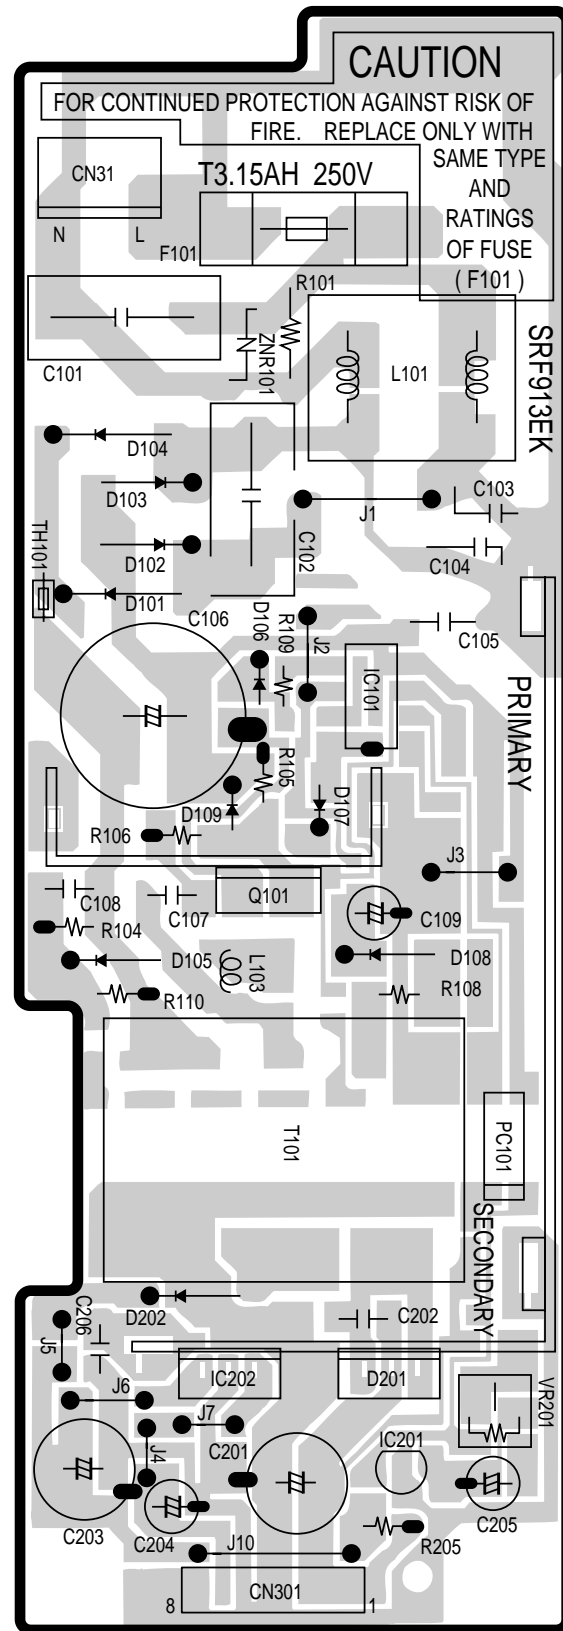 CAUTION
FOR CONTINUED PROTECTION AGAINST RISK OF
FIRE. REPLACE ONLY WITH
SAME TYPE
AND
RATINGS
OF FUSE
( F101 )
CN31
T3.15AH 250V
N L
F101
R101
ZNR101
C101
L101
SRF913EK
D104
D103
C103
J1
TH101
D102
C102
C104
D101
C106
D106
R109
J2
C105
IC101
PRIMARY
R105
D109
D107
R106
J3
C108
C107
Q101
C109
R104
D105
L103
D108
R110
R108
T101
PC101
SECONDARY
D202
C206
C202
J5
IC202
D201
VR201
J6
J7
J4
C201
IC201
C203
C204
C205
J10
R205
CN301
8 1